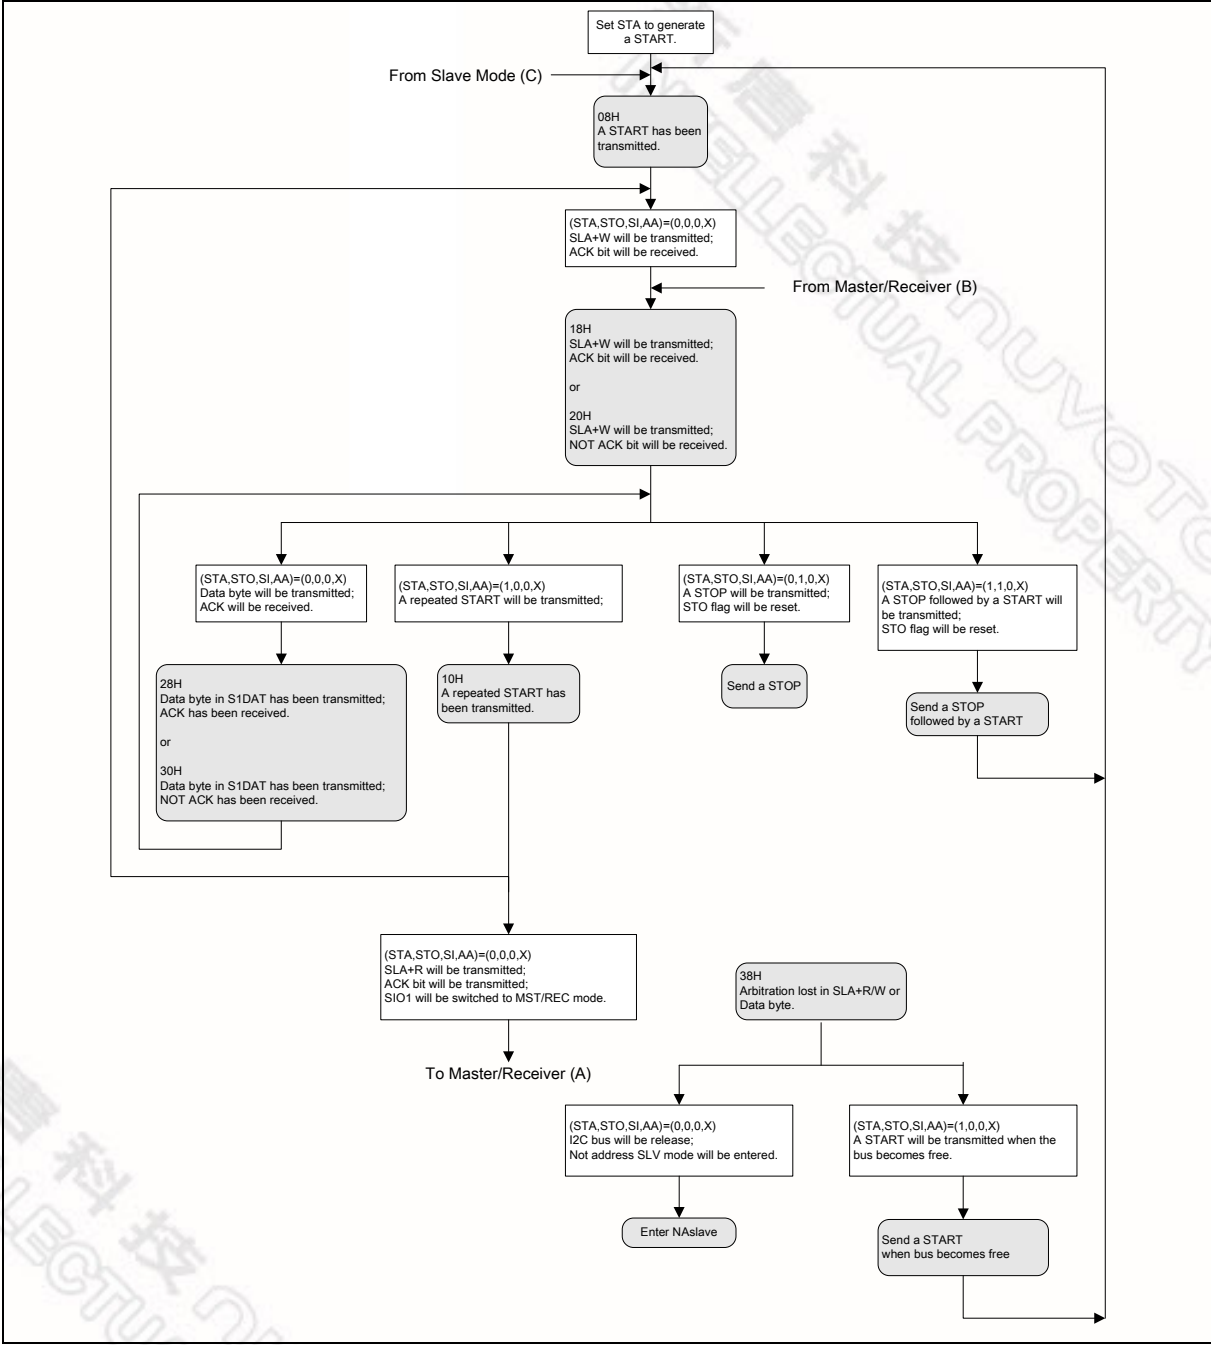 Set STA to generate
a START.
From Slave Mode (C)
08H
A START has been
transmitted.
(STA,STO,SI,AA)=(0,0,0,X)
SLA+W will be transmitted;
ACK bit will be received.
From Master/Receiver (B)
18H
SLA+W will be transmitted;
ACK bit will be received.
or
20H
SLA+W will be transmitted;
NOT ACK bit will be received.
(STA,STO,SI,AA)=(0,0,0,X)
Data byte will be transmitted;
ACK will be received.
(STA,STO,SI,AA)=(1,0,0,X)
A repeated START will be transmitted;
(STA,STO,SI,AA)=(0,1,0,X)
A STOP will be transmitted;
STO flag will be reset.
(STA,STO,SI,AA)=(1,1,0,X)
A STOP followed by a START will
be transmitted;
STO flag will be reset.
28H
Data byte in S1DAT has been transmitted;
ACK has been received.
or
30H
Data byte in S1DAT has been transmitted;
NOT ACK has been received.
10H
A repeated START has
been transmitted.
Send a STOP
Send a STOP
followed by a START
(STA,STO,SI,AA)=(0,0,0,X)
SLA+R will be transmitted;
ACK bit will be transmitted;
SIO1 will be switched to MST/REC mode.
To Master/Receiver (A)
38H
Arbitration lost in SLA+R/W or
Data byte.
(STA,STO,SI,AA)=(0,0,0,X)
I2C bus will be release;
Not address SLV mode will be entered.
(STA,STO,SI,AA)=(1,0,0,X)
A START will be transmitted when the
bus becomes free.
Enter NAslave
Send a START
when bus becomes free
新唐科技 nuvoTo
INTELLECTUAL PROPERTY
唐科技
LLECTUA